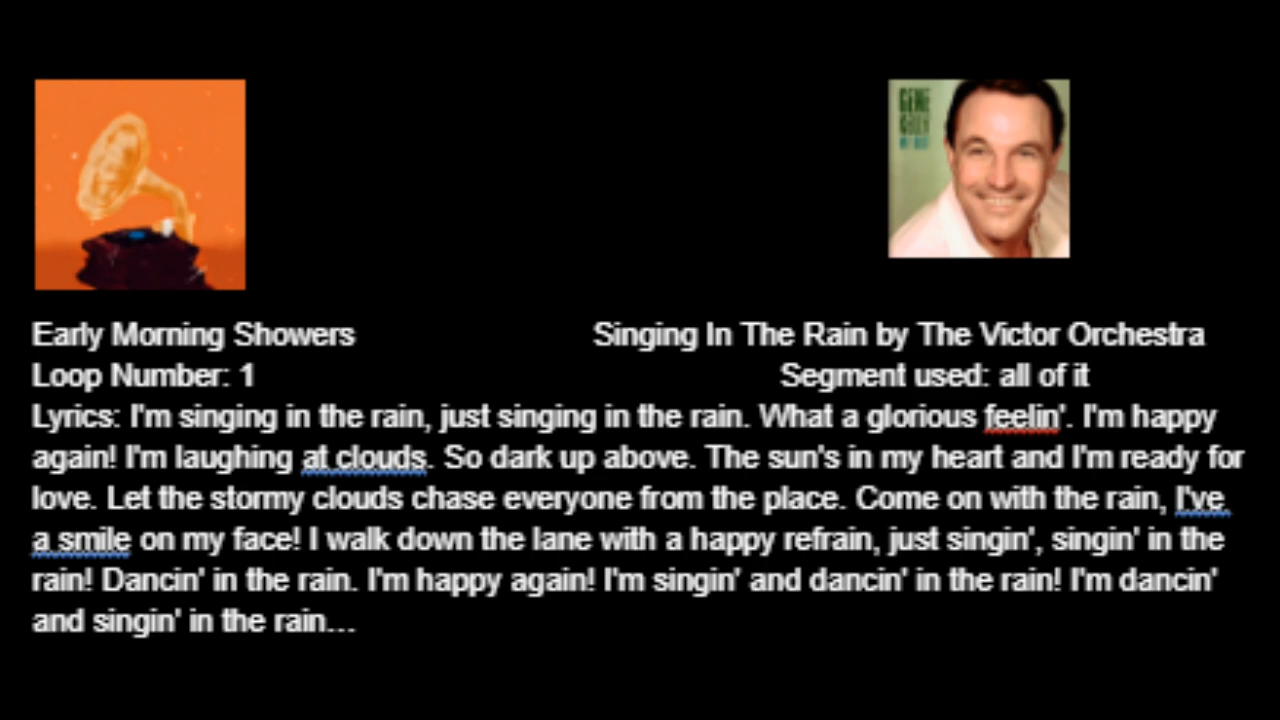 GENE
Early Morning Showers
Singing In The Rain by The Victor Orchestra
Loop Number: 1
Segment used: all of it
Lyrics: I'm singing in the rain, just singing in the rain. What a glorious feelin'. I'm happy
again! I'm laughing at clouds. So dark up above. The sun's in my heart and I'm ready for
love. Let the stormy clouds chase everyone from the place. Come on with the rain, I've
a smile on my face! I walk down the lane with a happy refrain, just singin', singin' in the
rain! Dancin' in the rain. I'm happy again! I'm singin' and dancin' in the rain! I'm dancin'
and singin' in the rain...